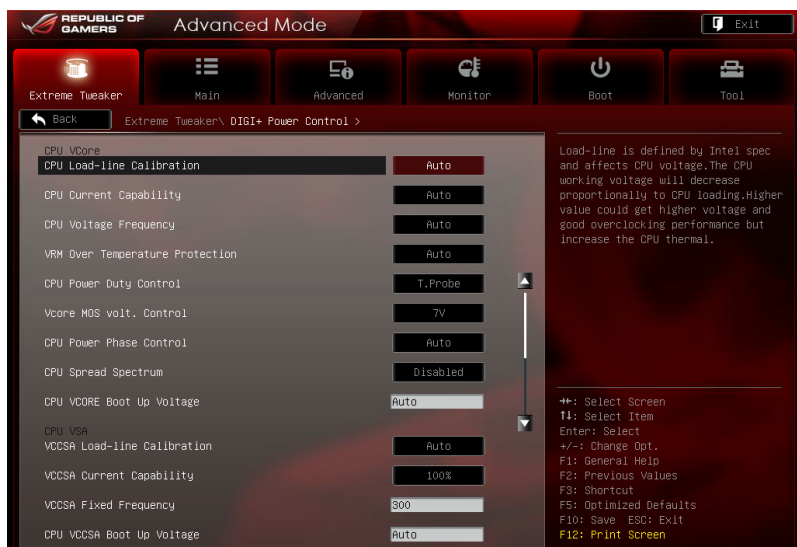 REPUBLIC OF
GAMERS
Advanced Mode
Exit
Extreme Tweaker
Main
Advanced
Monitor
Boot
Tool
Back
Extreme Tweaker\ DIGI+ Power Control >
CPU VCore
CPU Load-line Calibration Auto
CPU Current Capability Auto
CPU Voltage Frequency Auto
VRM Over Temperature Protection Auto
CPU Power Duty Control T.Probe
Vcore MOS volt. Control 7V
CPU Power Phase Control Auto
CPU Spread Spectrum Disabled
CPU VCORE Boot Up Voltage Auto
CPU VSA
VCCSA Load-line Calibration Auto
VCCSA Current Capability 100%
VCCSA Fixed Frequency 300
CPU VCCSA Boot Up Voltage Auto
Load-line is defined by Intel spec
and affects CPU voltage.The CPU
working voltage will decrease
proportionally to CPU loading.Higher
value could get higher voltage and
good overclocking performance but
increase the CPU thermal.
→←: Select Screen
↑↓: Select Item
Enter: Select
+/-: Change Opt.
F1: General Help
F2: Previous Values
F3: Shortcut
F5: Optimized Defaults
F10: Save ESC: Exit
F12: Print Screen